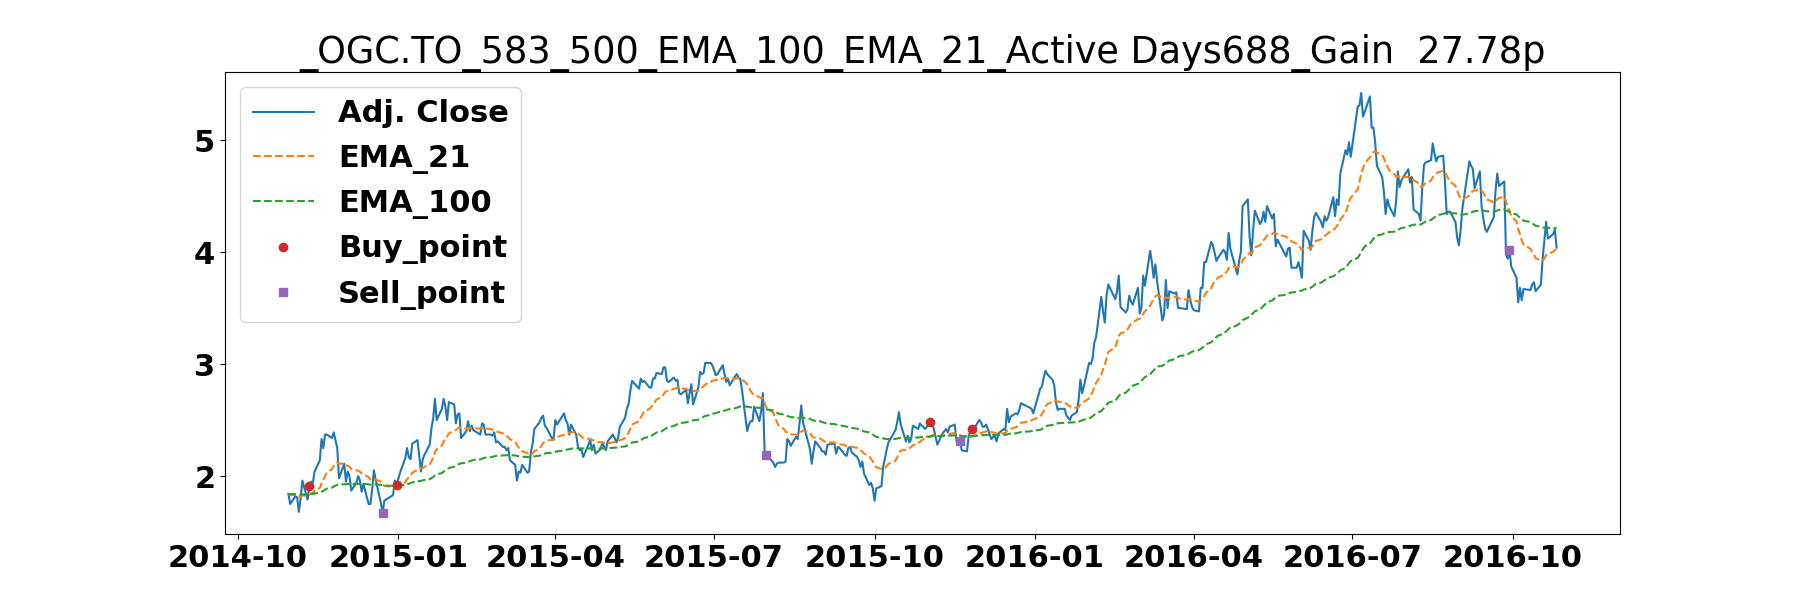 _OGC.TO_583_500_EMA_100_EMA_21_Active Days688_Gain  27.78p
Adj. Close
EMA_21
EMA_100
Buy_point
Sell_point
5
4
3
2
2014-10 2015-01 2015-04 2015-07 2015-10 2016-01 2016-04 2016-07 2016-10